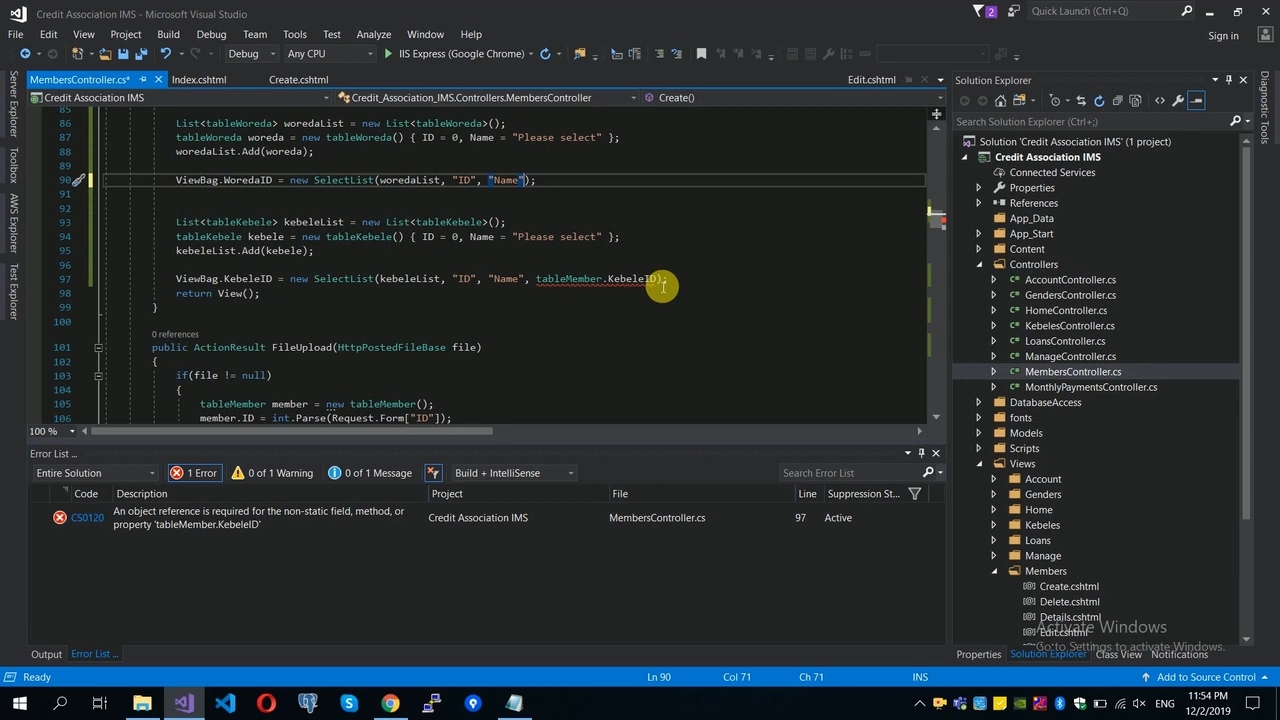 Credit Association IMS - Microsoft Visual Studio
2
Quick Launch (Ctrl+Q)
File Edit View Project Build Debug Team Tools Test Analyze Window Help
Sign in
Debug Any CPU IIS Express (Google Chrome)
MembersController.cs* Index.cshtml Create.cshtml Edit.cshtml
Credit Association IMS Credit_Association_IMS.Controllers.MembersController Create()
Server Explorer
Toolbox
AWS Explorer
Test Explorer
85
86 List<tableWoreda> woredaList = new List<tableWoreda>();
87 tableWoreda woreda = new tableWoreda() { ID = 0, Name = "Please select" };
88 woredaList.Add(woreda);
89
90 ViewBag.WoredaID = new SelectList(woredaList, "ID", "Name");
91
92
93 List<tableKebele> kebeleList = new List<tableKebele>();
94 tableKebele kebele = new tableKebele() { ID = 0, Name = "Please select" };
95 kebeleList.Add(kebele);
96
97 ViewBag.KebeleID = new SelectList(kebeleList, "ID", "Name", tableMember.KebeleID);
98 return View();
99 }
100
0 references
101 public ActionResult FileUpload(HttpPostedFileBase file)
102 {
103 if(file != null)
104 {
105 tableMember member = new tableMember();
106 member.ID = int.Parse(Request.Form["ID"]);
100 %
Error List ...
Entire Solution 1 Error 0 of 1 Warning 0 of 1 Message Build + IntelliSense Search Error List
Code Description Project File Line Suppression St...
CS0120 An object reference is required for the non-static field, method, or property 'tableMember.KebeleID' Credit Association IMS MembersController.cs 97 Active
Output Error List ...
Solution Explorer
Search Solution Explorer (Ctrl+;)
Solution 'Credit Association IMS' (1 project)
Credit Association IMS
Connected Services
Properties
References
App_Data
App_Start
Content
Controllers
AccountController.cs
GendersController.cs
HomeController.cs
KebelesController.cs
LoansController.cs
ManageController.cs
MembersController.cs
MonthlyPaymentsController.cs
DatabaseAccess
fonts
Models
Scripts
Views
Account
Genders
Home
Kebeles
Loans
Manage
Members
Create.cshtml
Delete.cshtml
Details.cshtml
Edit.cshtml
Activate Windows
Go to Settings to activate Windows.
Properties Solution Explorer Class View Notifications
Diagnostic Tools
Ready Ln 90 Col 71 Ch 71 INS Add to Source Control
11:54 PM
12/2/2019